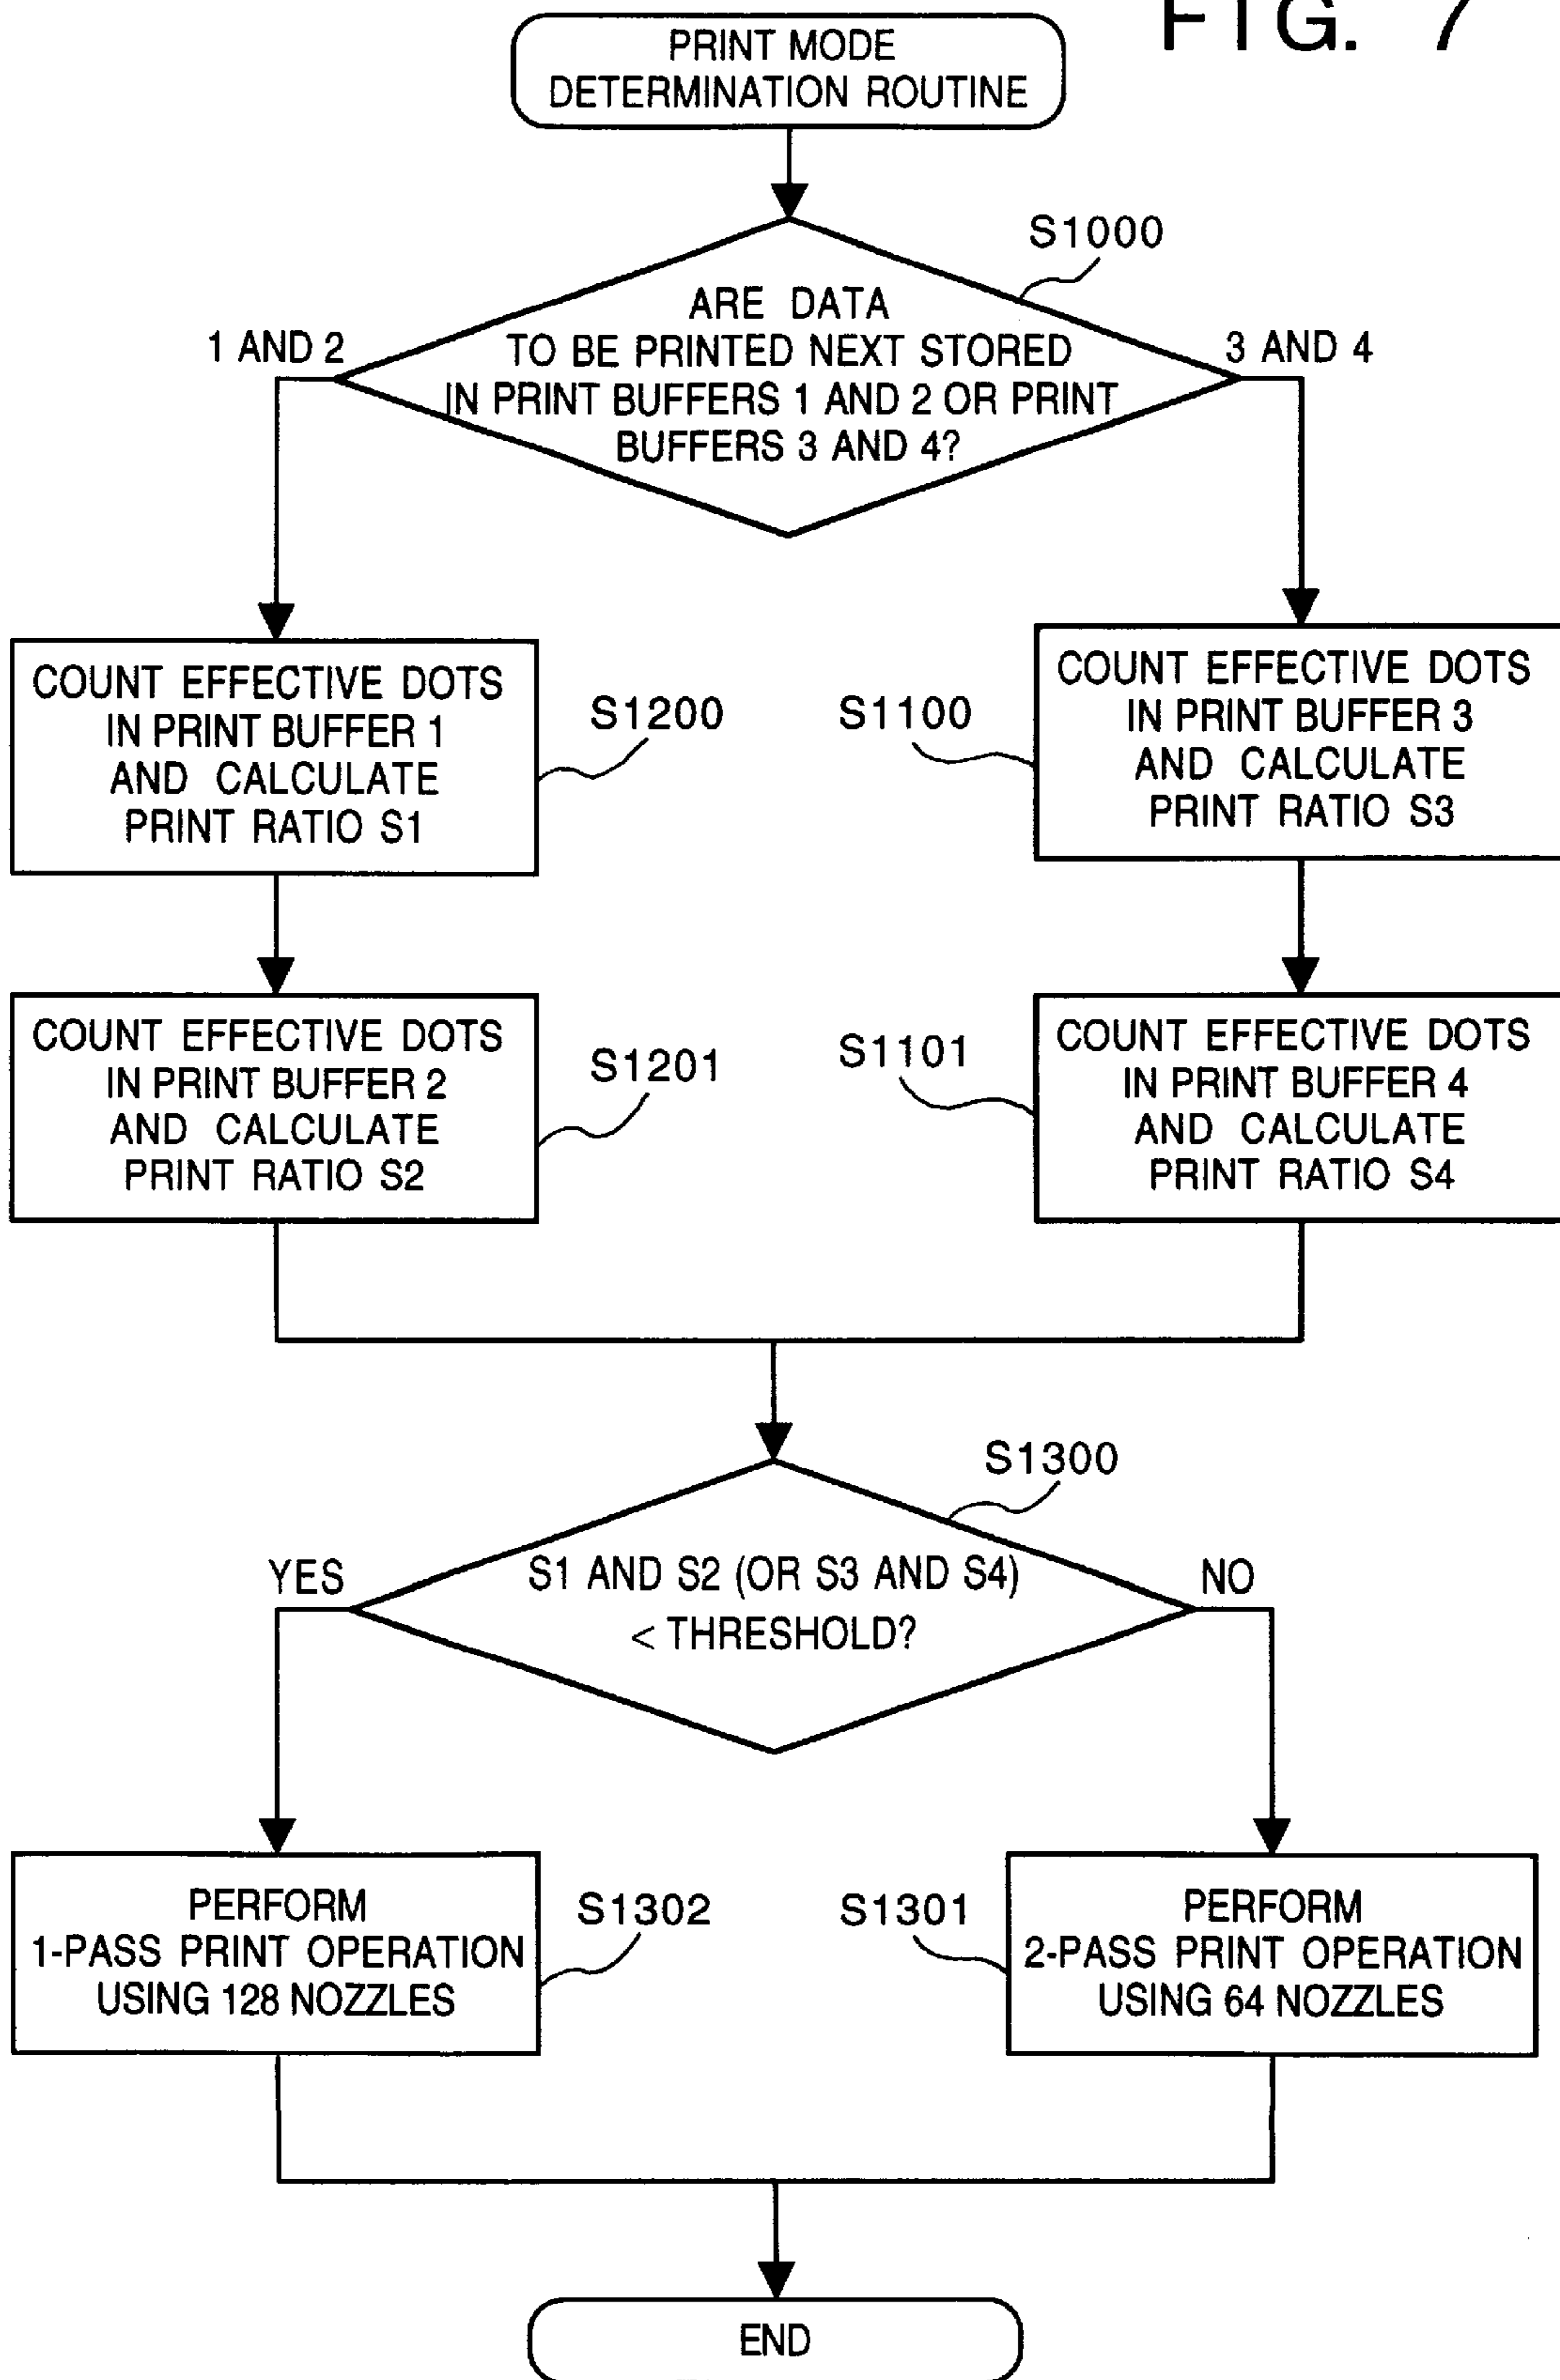 FIG. 7
PRINT MODE
DETERMINATION ROUTINE
S1000
ARE DATA
TO BE PRINTED NEXT STORED
IN PRINT BUFFERS 1 AND 2 OR PRINT
BUFFERS 3 AND 4?
1 AND 2
3 AND 4
COUNT EFFECTIVE DOTS
IN PRINT BUFFER 1
AND CALCULATE
PRINT RATIO S1
S1200
S1100
COUNT EFFECTIVE DOTS
IN PRINT BUFFER 3
AND CALCULATE
PRINT RATIO S3
COUNT EFFECTIVE DOTS
IN PRINT BUFFER 2
AND CALCULATE
PRINT RATIO S2
S1201
S1101
COUNT EFFECTIVE DOTS
IN PRINT BUFFER 4
AND CALCULATE
PRINT RATIO S4
S1300
YES
S1 AND S2 (OR S3 AND S4)
< THRESHOLD?
NO
PERFORM
1-PASS PRINT OPERATION
USING 128 NOZZLES
S1302
S1301
PERFORM
2-PASS PRINT OPERATION
USING 64 NOZZLES
END